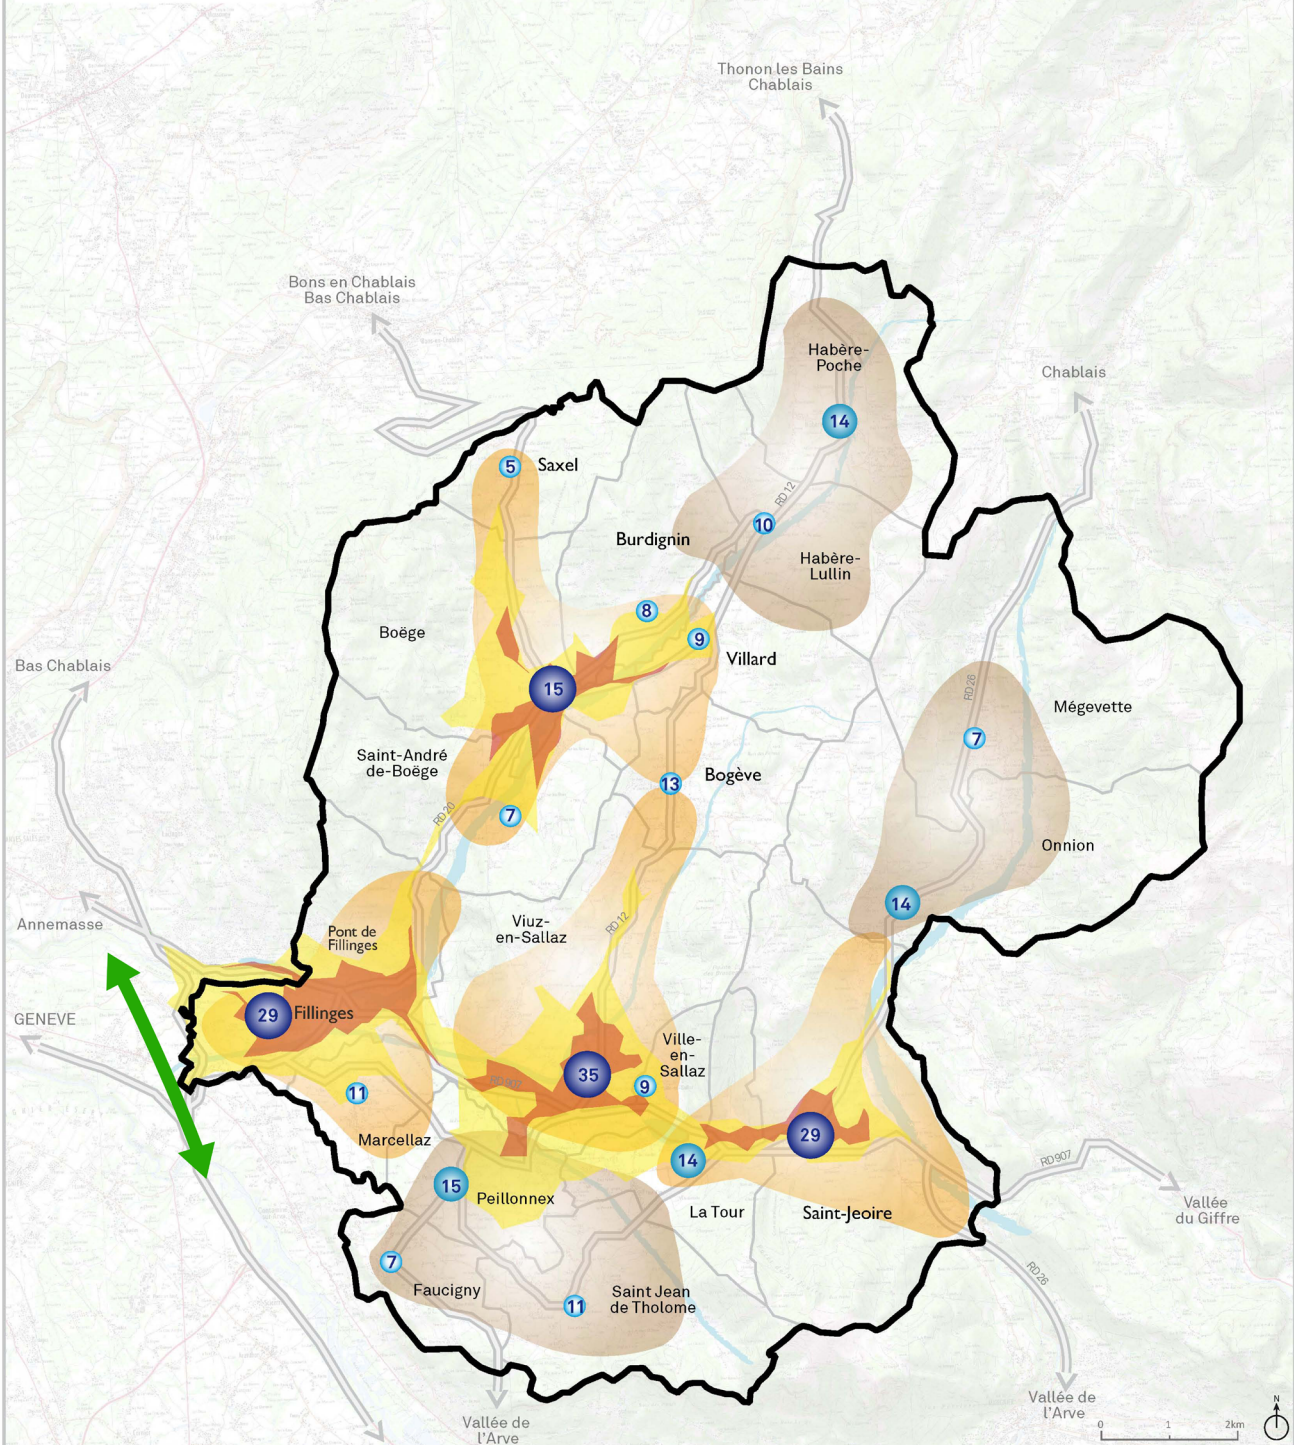 Thonon les Bains
Chablais
Bons en Chablais
Bas Chablais
Habère-
Poche
Chablais
14
5
Saxel
RD 12
10
Burdignin
Habère-
Lullin
8
Boëge
9
Villard
Bas Chablais
15
RD 26
Mégevette
7
Saint-André
de-Boëge
Bogève
13
RD 20
7
Onnion
14
Annemasse
Viuz-
en-Sallaz
RD 12
Pont de
Fillinges
GENEVE
29
Fillinges
Ville-
en-
Sallaz
RD907
35
9
11
Marcellaz
29
14
RD907
15
Peillonnex
La Tour
Saint-Jeoire
Vallée
du Giffre
7
Faucigny
RD26
11
Saint Jean
de Tholome
Vallée de
l'Arve
Vallée de
l'Arve
N
0 1 2km